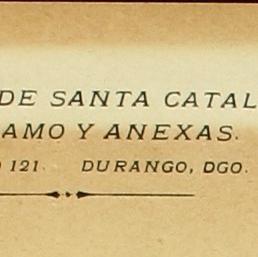 DE SANTA CATAL
AMO Y ANEXAS.
121. DURANGO, DGO.